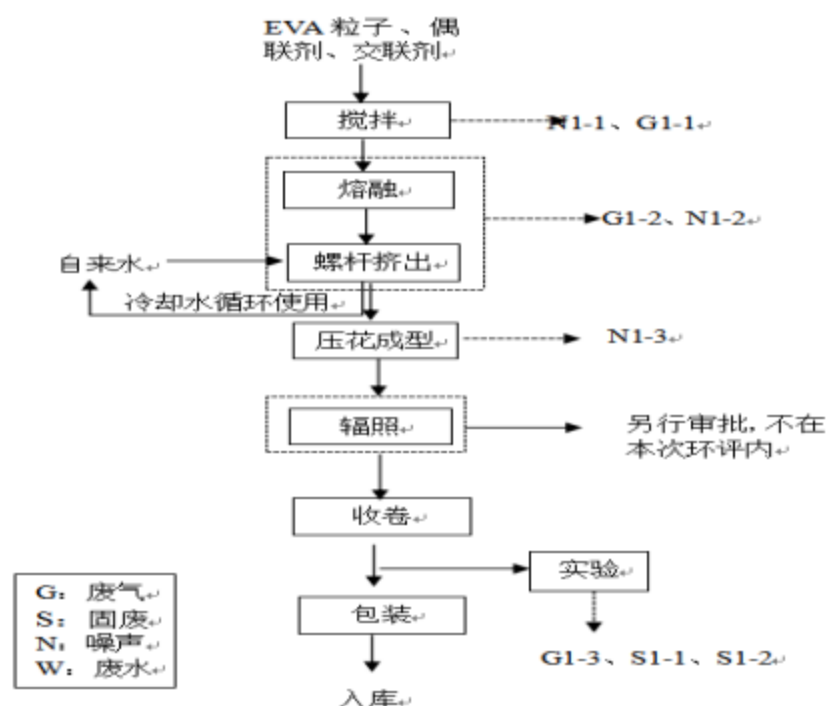 EVA 粒子、偶
联剂、交联剂
搅拌
N1-1、G1-1
熔融
G1-2、N1-2
自来水
螺杆挤出
冷却水循环使用
压花成型
N1-3
辐照
另行审批，不在
本次环评内
收卷
实验
包装
G1-3、S1-1、S1-2
G：废气
S：固废
N：噪声
W：废水
入库